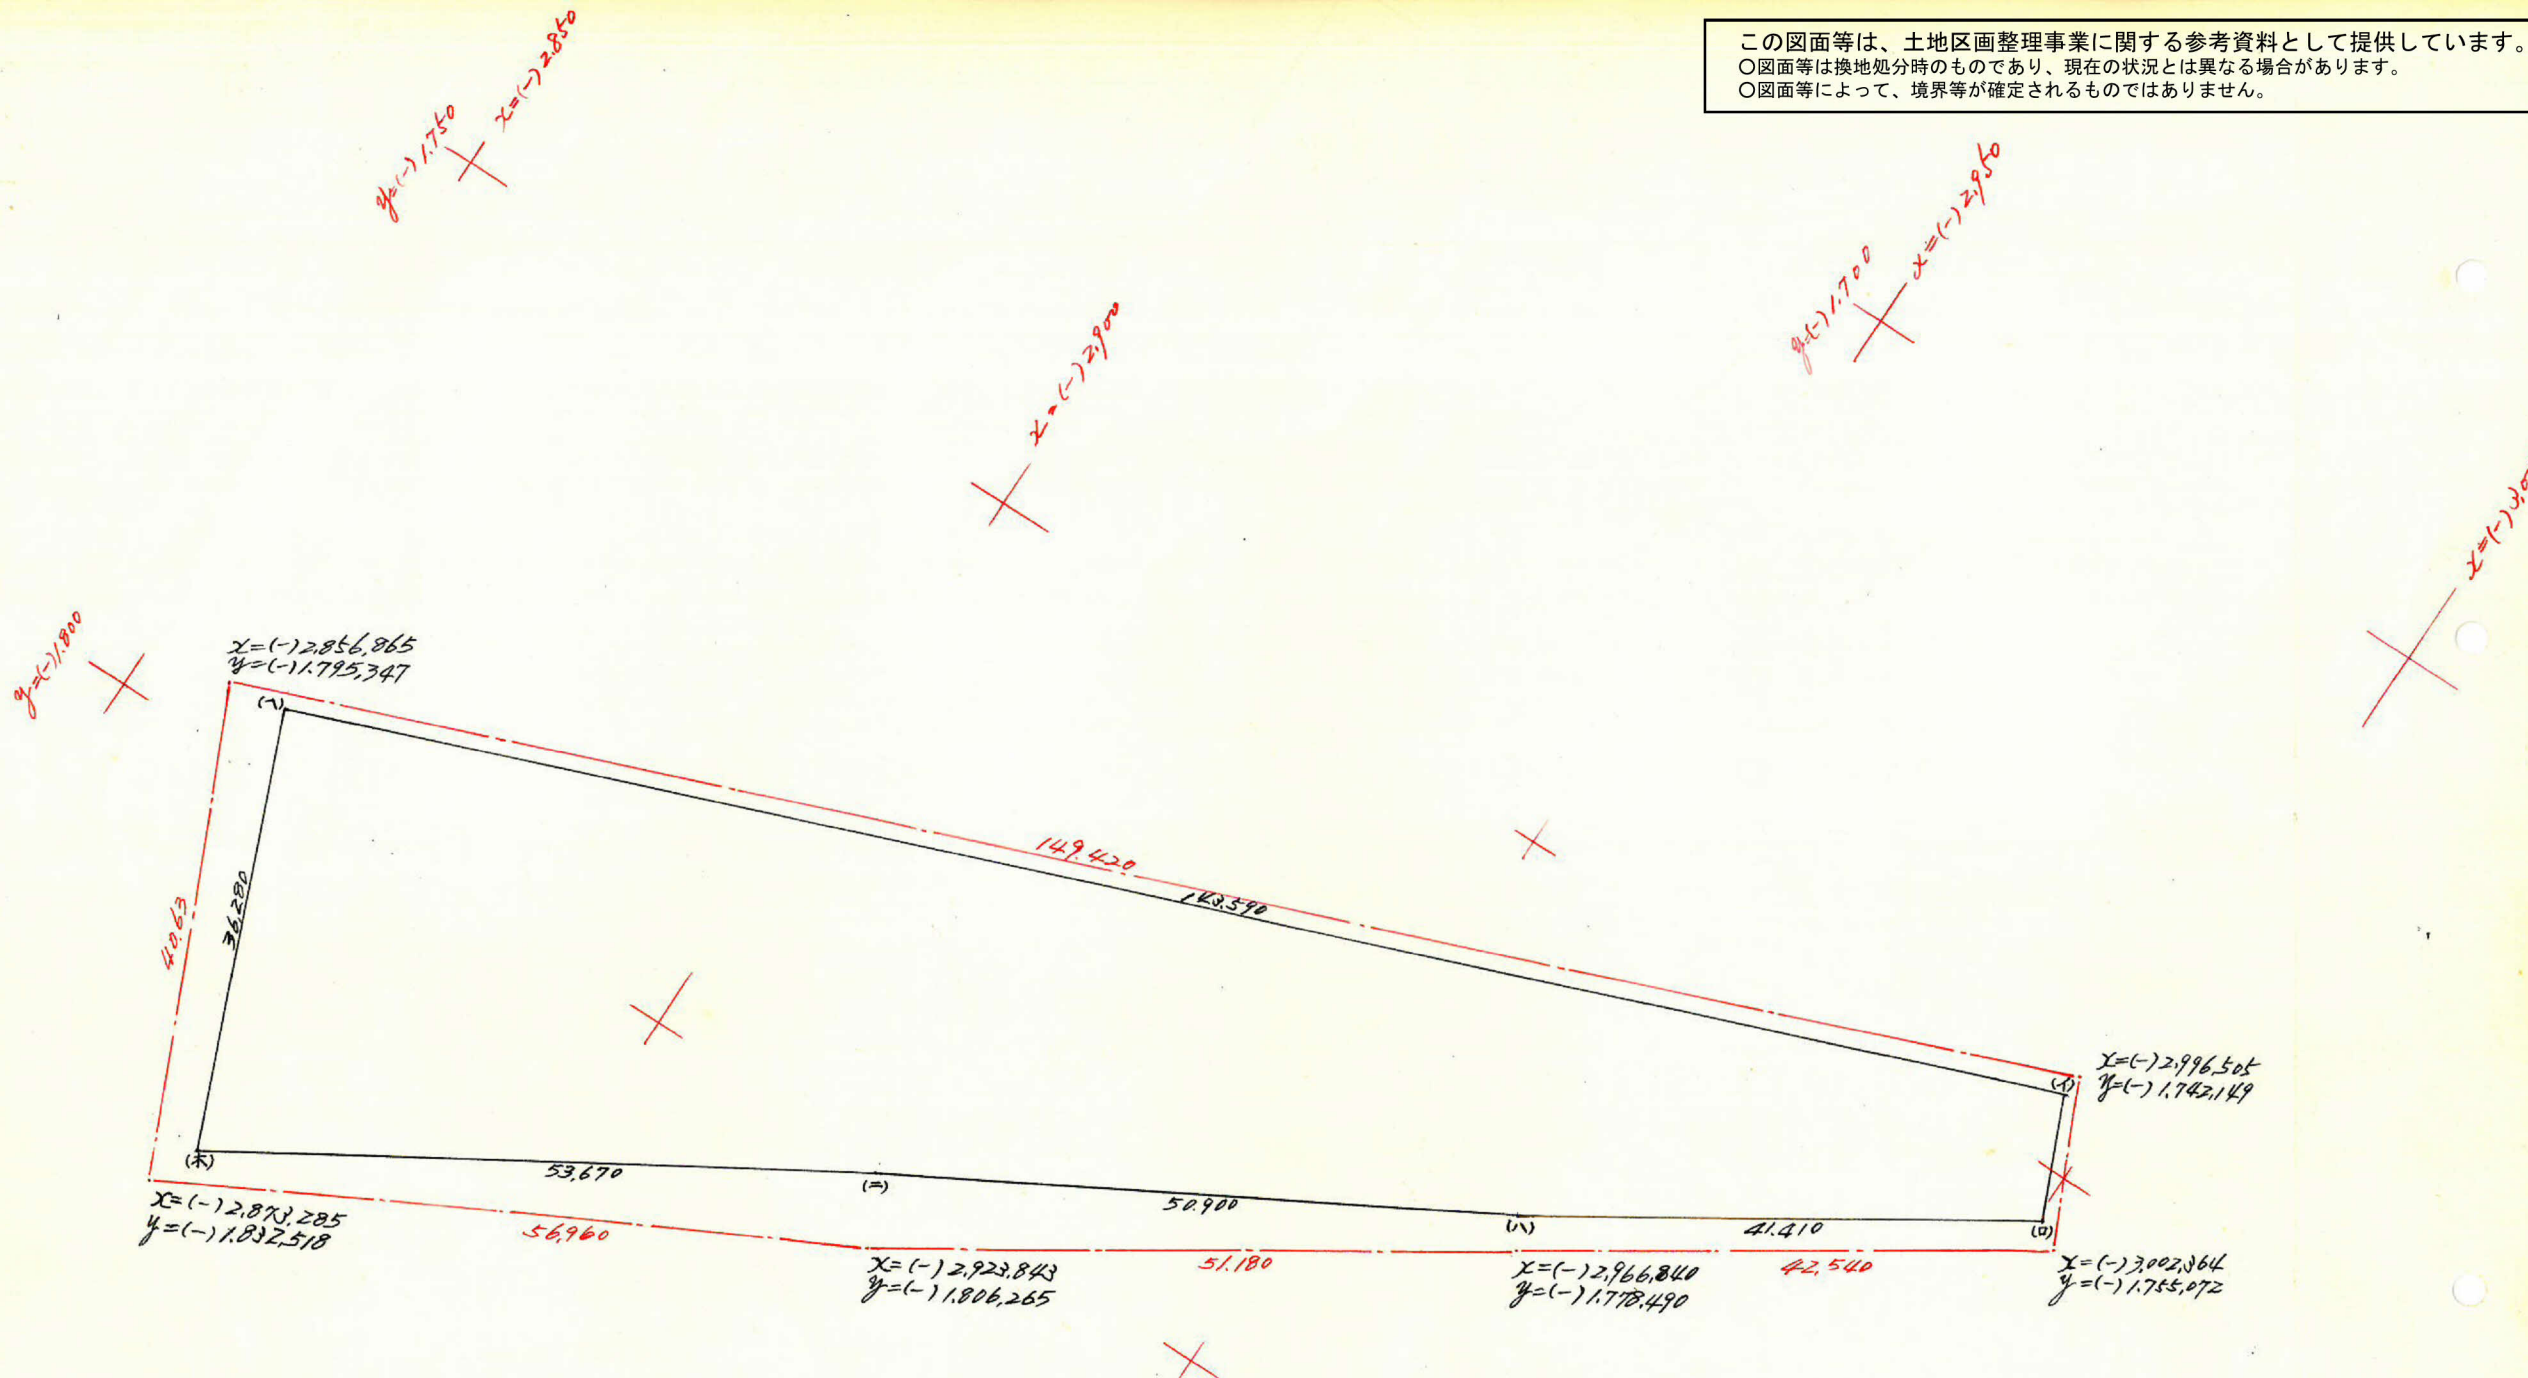 この図面等は、土地区画整理事業に関する参考資料として提供しています。
○図面等は換地処分時のものであり、現在の状況とは異なる場合があります。
○図面等によって、境界等が確定されるものではありません。
x=(-)2.850
y=(-)1.750
x=(-)2.950
y=(-)1.700
x=(-)2.900
y=(-)1.800
x=(-)2,856,865
y=(-)1.795,347
(ヘ)
149.420
143.590
36,280
40.63
x=(-)2,996,505
y=(-)1.742,149
(イ)
(ホ)
53,670
(ニ)
50.900
(ハ)
41.410
(ロ)
x=(-)2,873,285
y=(-)1.832,518
56,960
x=(-)2,923.843
y=(-)1.806,265
51.180
x=(-)2,966,840
y=(-)1.778.490
42,540
x=(-)3,002,364
y=(-)1.755,072